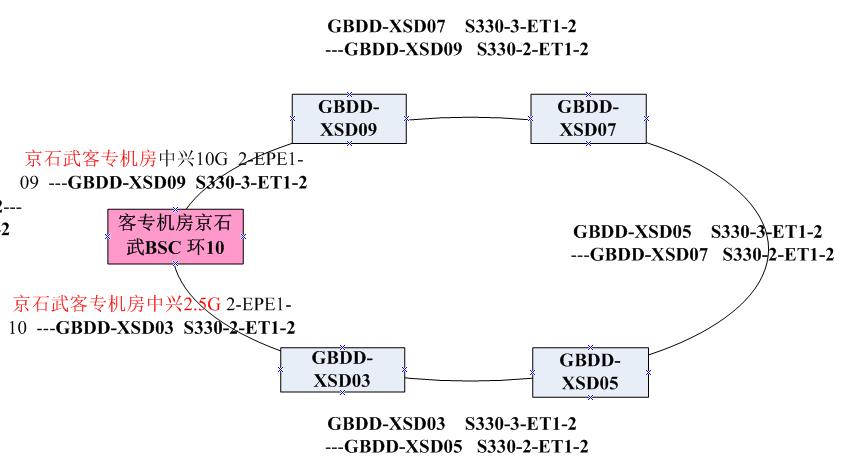 GBDD-XSD07 S330-3-ET1-2
---GBDD-XSD09 S330-2-ET1-2
GBDD-
XSD09
GBDD-
XSD07
京石武客专机房中兴10G 2-EPE1-
09 ---GBDD-XSD09 S330-3-ET1-2
2---
-2
客专机房京石
武BSC 环10
GBDD-XSD05 S330-3-ET1-2
---GBDD-XSD07 S330-2-ET1-2
京石武客专机房中兴2.5G 2-EPE1-
10 ---GBDD-XSD03 S330-2-ET1-2
GBDD-
XSD03
GBDD-
XSD05
GBDD-XSD03 S330-3-ET1-2
---GBDD-XSD05 S330-2-ET1-2